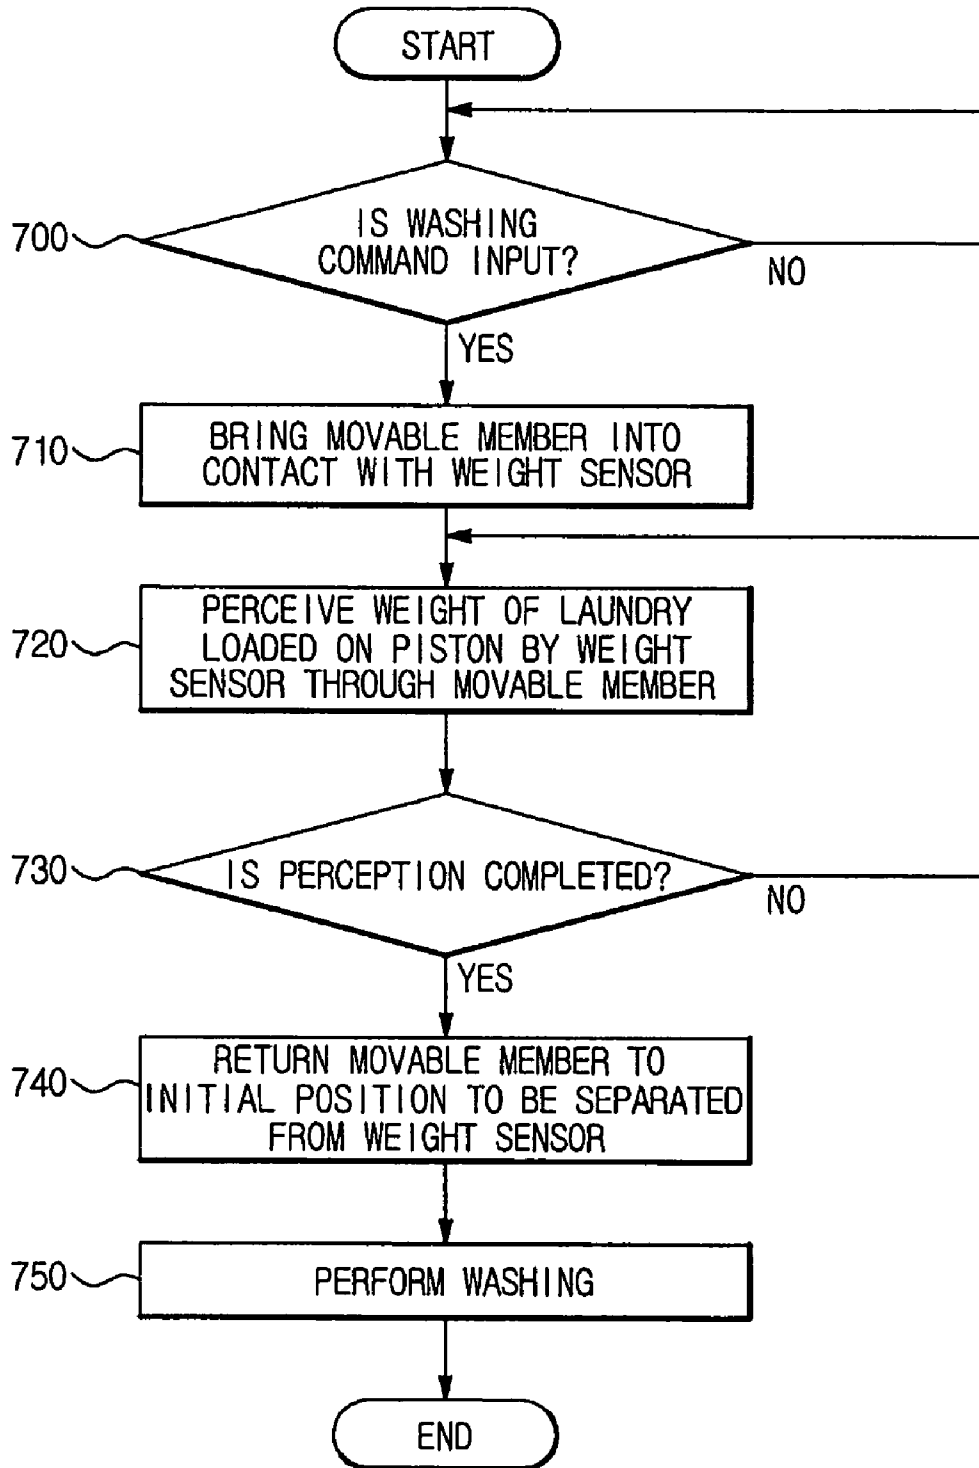 START
700
IS WASHING
COMMAND INPUT?
NO
YES
710
BRING MOVABLE MEMBER INTO
CONTACT WITH WEIGHT SENSOR
720
PERCEIVE WEIGHT OF LAUNDRY
LOADED ON PISTON BY WEIGHT
SENSOR THROUGH MOVABLE MEMBER
730
IS PERCEPTION COMPLETED?
NO
YES
740
RETURN MOVABLE MEMBER TO
INITIAL POSITION TO BE SEPARATED
FROM WEIGHT SENSOR
750
PERFORM WASHING
END